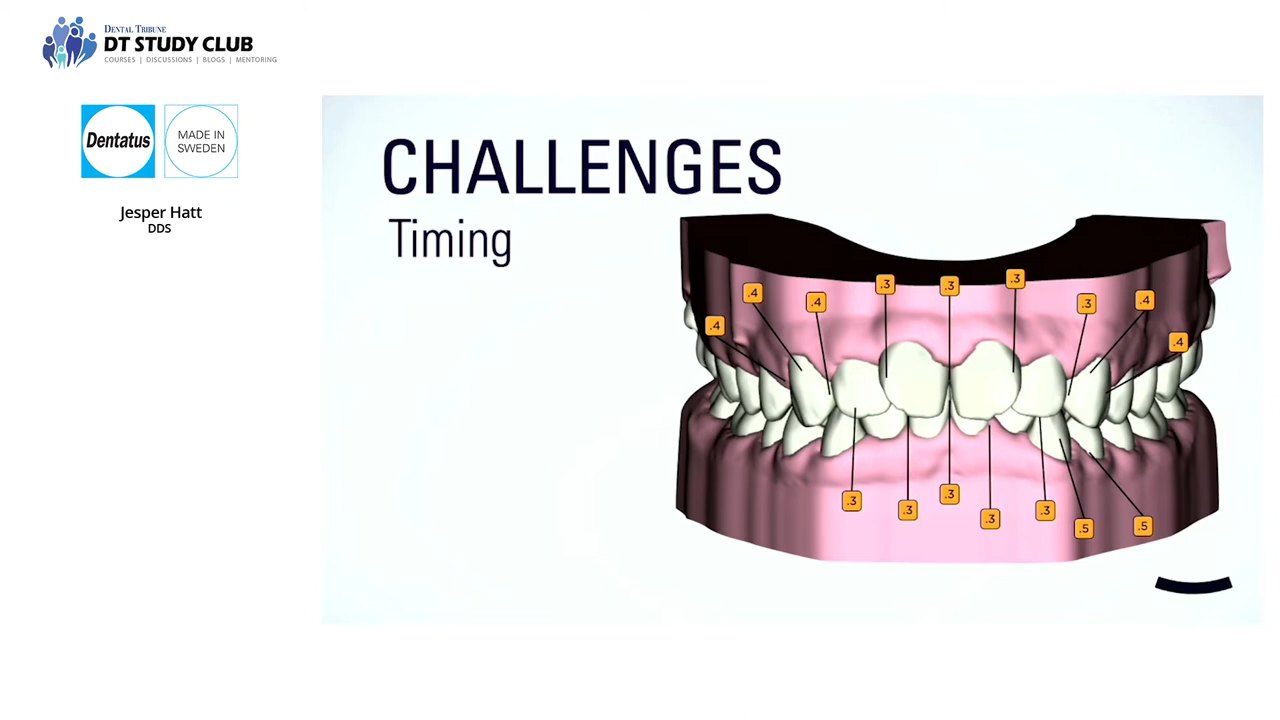 DENTAL TRIBUNE
DT STUDY CLUB
COURSES | DISCUSSIONS | BLOGS | MENTORING
Dentatus
MADE IN
SWEDEN
Jesper Hatt
DDS
CHALLENGES
Timing
.3
.3
.3
.4
.4
.3
.4
.4
.4
.3
.3
.3
.3
.3
.5
.5